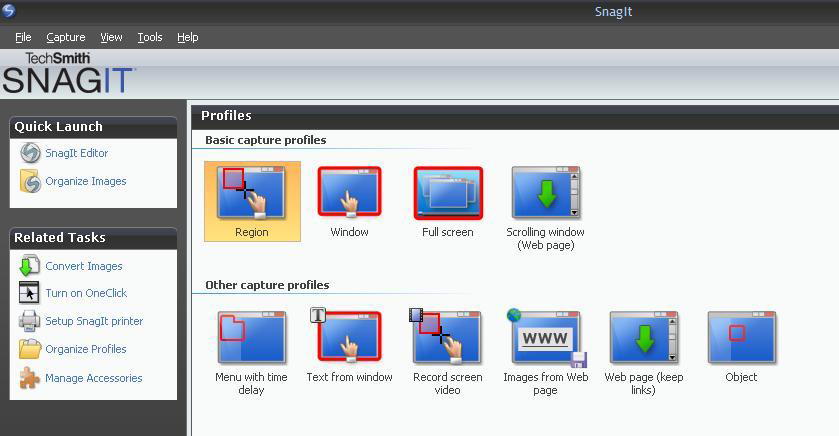 SnagIt
File Capture View Tools Help
TechSmith
SNAGIT
Quick Launch
SnagIt Editor
Organize Images
Related Tasks
Convert Images
Turn on OneClick
Setup SnagIt printer
Organize Profiles
Manage Accessories
Profiles
Basic capture profiles
Region
Window
Full screen
Scrolling window
(Web page)
Other capture profiles
T
WWW
Menu with time
delay
Text from window
Record screen
video
Images from Web
page
Web page (keep
links)
Object